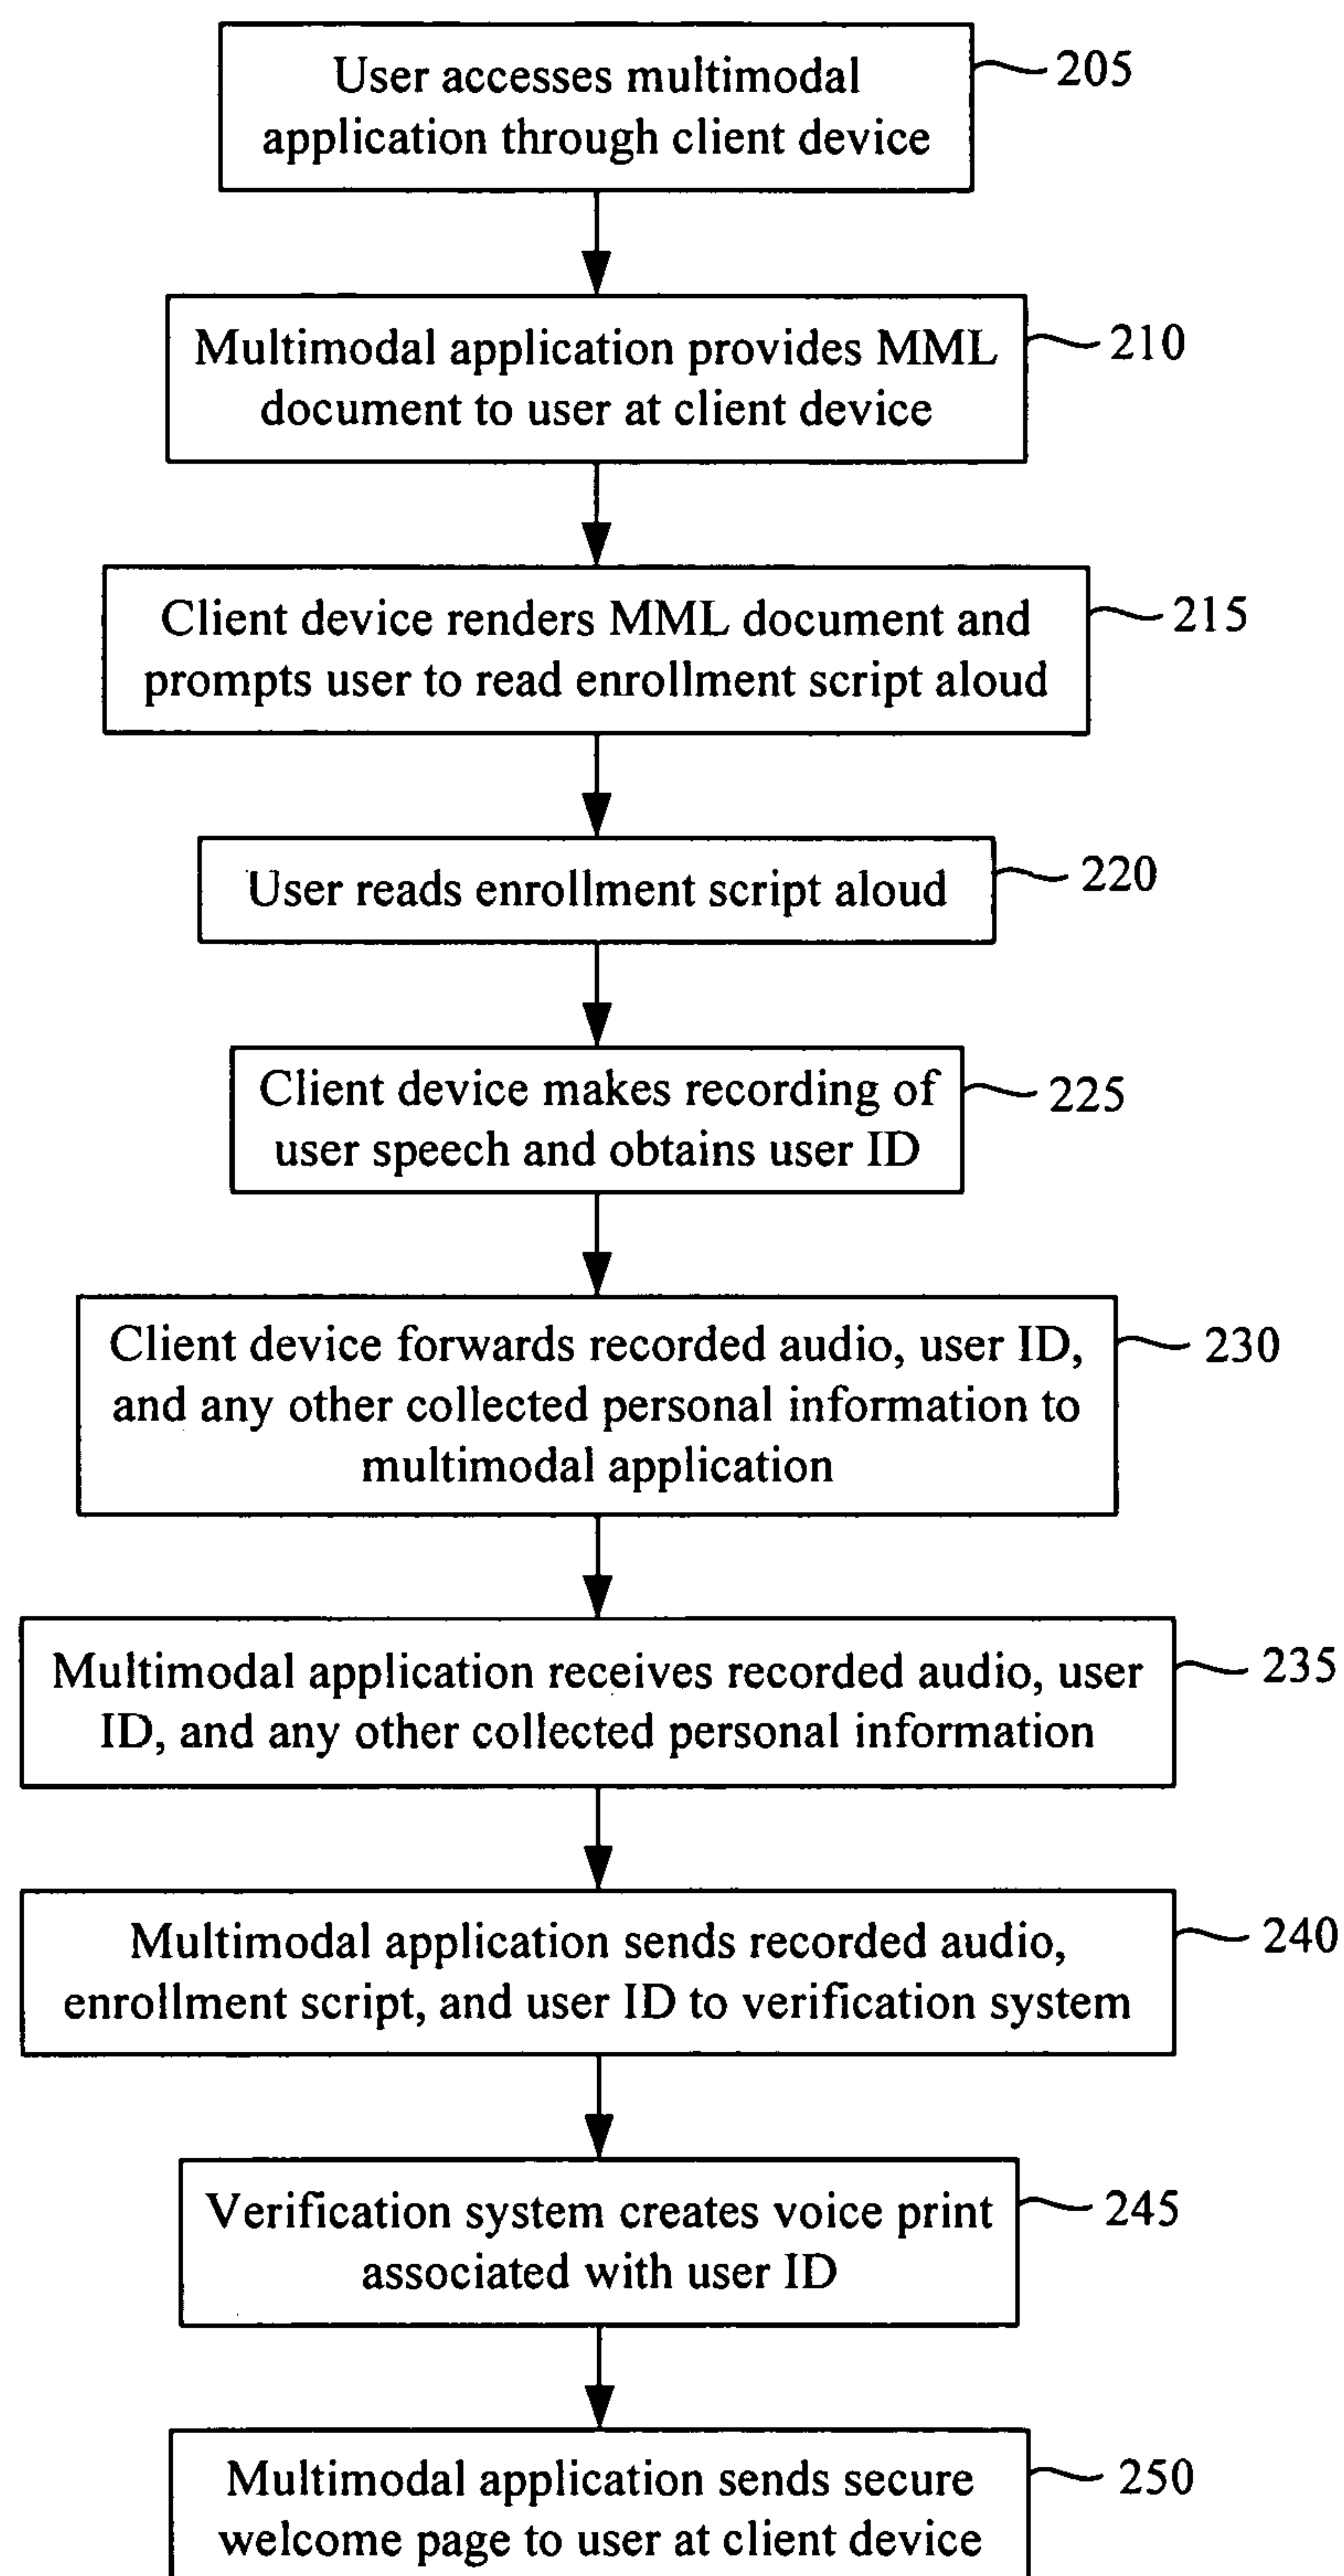 User accesses multimodal
application through client device
205
Multimodal application provides MML
document to user at client device
210
Client device renders MML document and
prompts user to read enrollment script aloud
215
User reads enrollment script aloud
220
Client device makes recording of
user speech and obtains user ID
225
Client device forwards recorded audio, user ID,
and any other collected personal information to
multimodal application
230
Multimodal application receives recorded audio, user
ID, and any other collected personal information
235
Multimodal application sends recorded audio,
enrollment script, and user ID to verification system
240
Verification system creates voice print
associated with user ID
245
Multimodal application sends secure
welcome page to user at client device
250